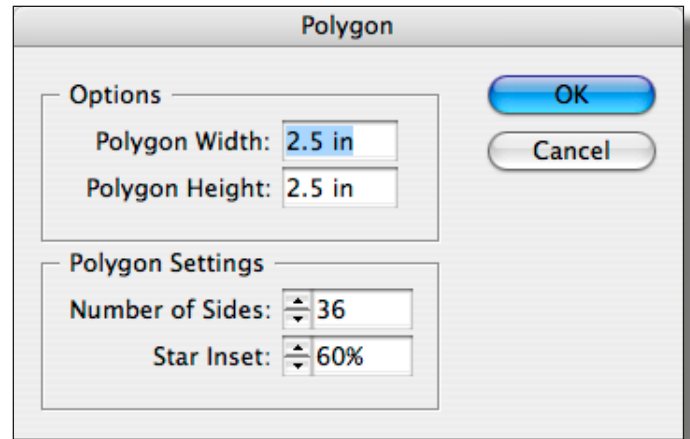 Polygon
Options
Polygon Width: 2.5 in
Polygon Height: 2.5 in
OK
Cancel
Polygon Settings
Number of Sides: 36
Star Inset: 60%